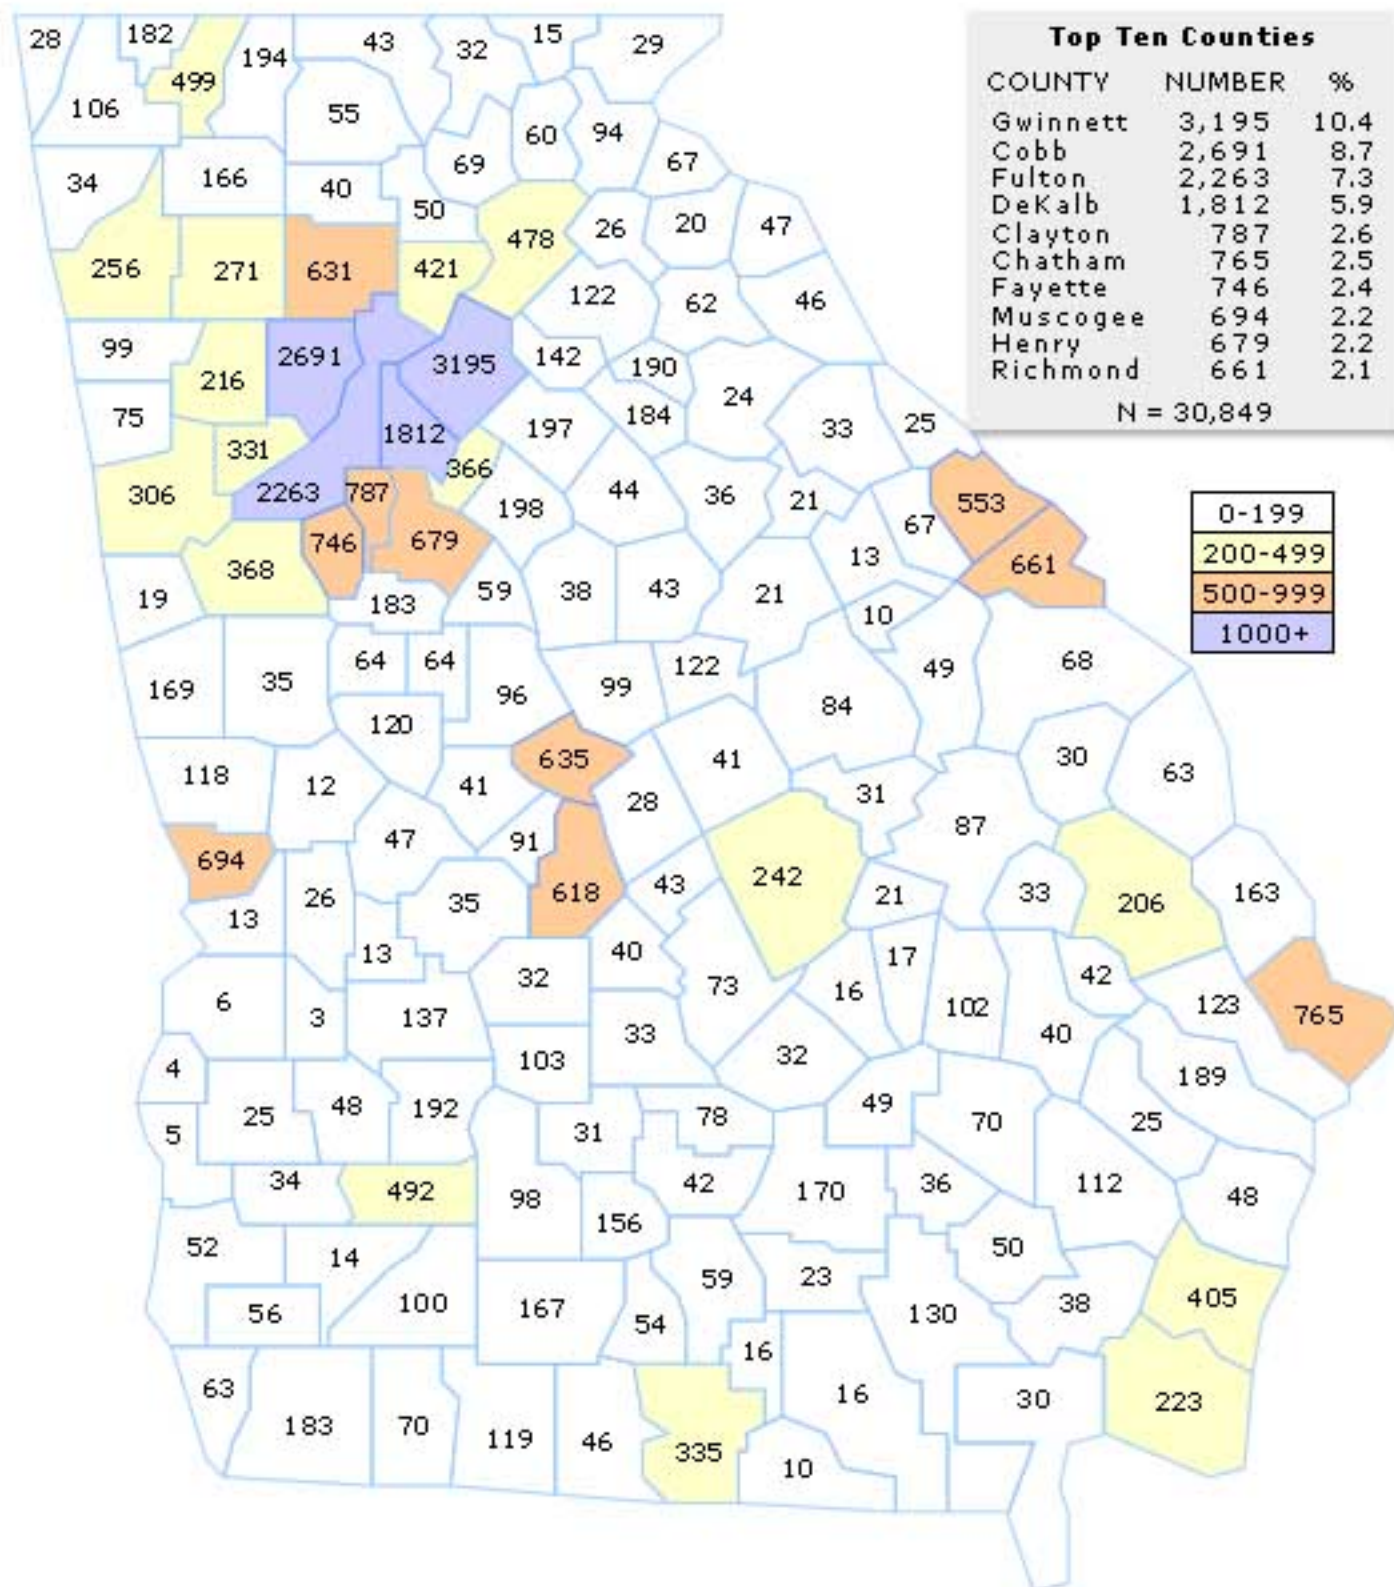 Top Ten Counties
COUNTY NUMBER %
Gwinnett 3,195 10.4
Cobb 2,691 8.7
Fulton 2,263 7.3
DeKalb 1,812 5.9
Clayton 787 2.6
Chatham 765 2.5
Fayette 746 2.4
Muscogee 694 2.2
Henry 679 2.2
Richmond 661 2.1
N = 30,849
0-199
200-499
500-999
1000+
28 182 194 43 32 15 29
106 499 55 60 94
34 166 40 69 67
50 26 20 47
256 271 631 421 478
122 62 46
99 216 2691 3195 142 190
75 331 1812 197 184 24 33 25
306 2263 787 366 198 44 36 21 67 553
368 746 679 13 661
19 183 59 38 43 21 10
169 35 64 64 96 99 122 84 49 68
120
118 12 41 635 28 41 31 30 63
694 47 91 87
26 35 618 43 242 21 33 206 163
13 13 32 40 73 16 17 102 42
6 3 137 33 40 123 765
4 103 32 189
25 48 192 31 78 49 70 25
5 34 492 98 42 170 36 112 48
156
52 14 59 23 50
56 100 167 54 130 38 405
63 16 16
183 70 119 46 335 10 30 223